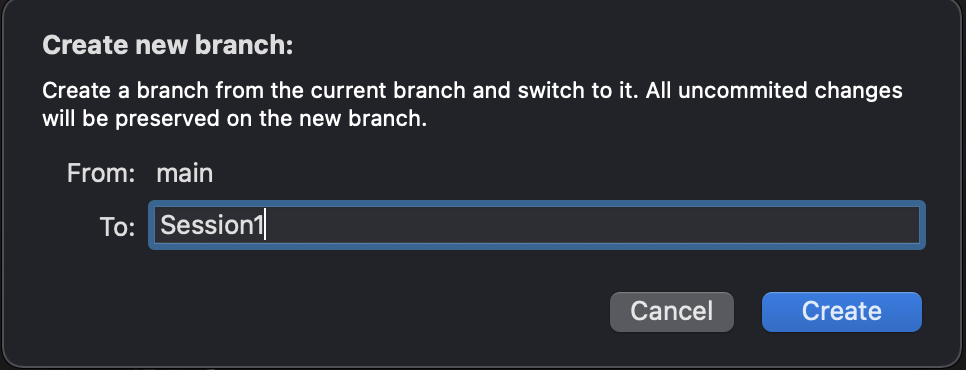 Create new branch:
Create a branch from the current branch and switch to it. All uncommited changes
will be preserved on the new branch.
From: main
To: Session1
Cancel Create